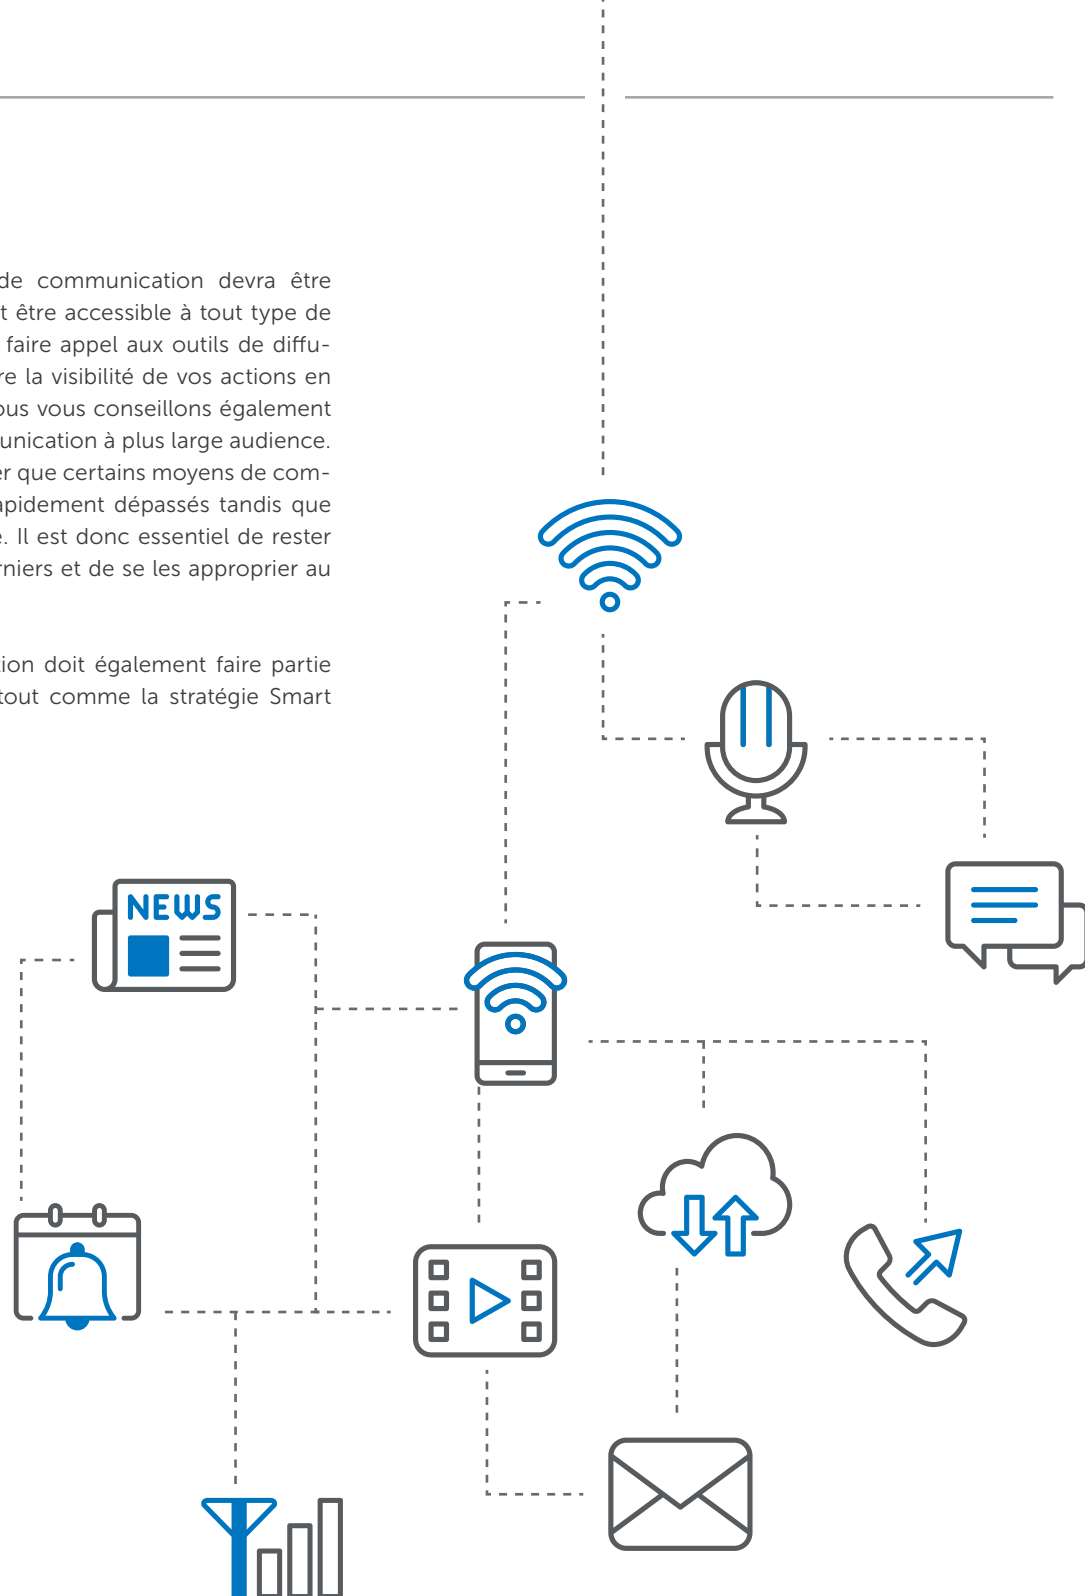 de communication devra être
t être accessible à tout type de
faire appel aux outils de diffu-
re la visibilité de vos actions en
ous vous conseillons également
unication à plus large audience.
er que certains moyens de com-
apidement dépassés tandis que
e. Il est donc essentiel de rester
rniers et de se les approprier au
tion doit également faire partie
tout comme la stratégie Smart
NEWS